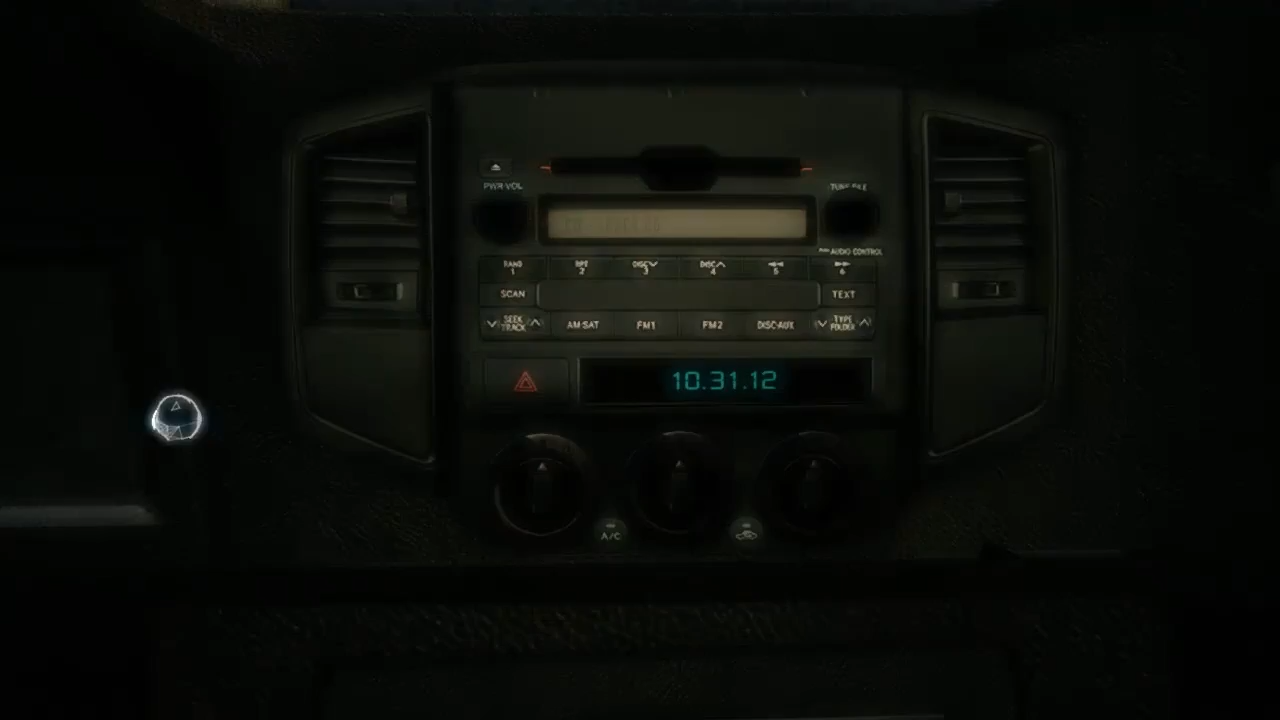 PWR·VOL
TUNE·FILE
AUDIO CONTROL
RAND 1 RPT 2 DISC 3 DISC 4 5 6
SCAN TEXT
SEEK TRACK AM·SAT FM1 FM2 DISC·AUX TYPE FOLDER
10.31.12
A/C